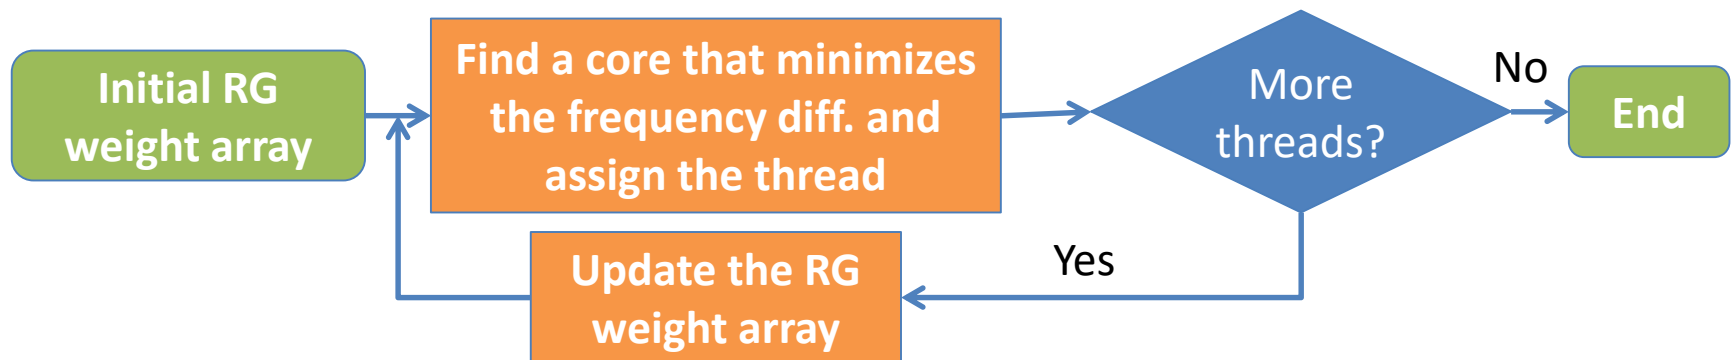 Initial RG
weight array
Find a core that minimizes
the frequency diff. and
assign the thread
More
threads?
No
End
Yes
Update the RG
weight array